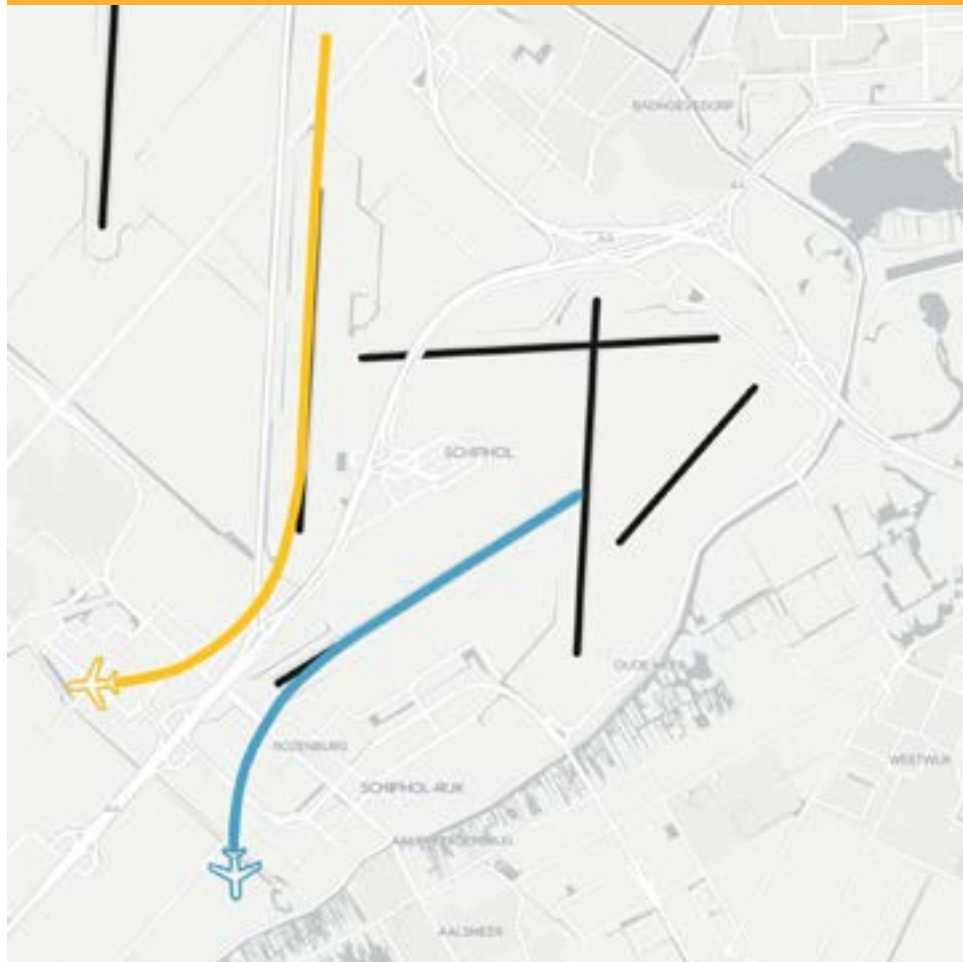 BADHOEVEDORP
A4
A9
SCHIPHOL
OUDE MEER
ROZENBURG
SCHIPHOL-RIJK
WESTWIJK
AALSMEER